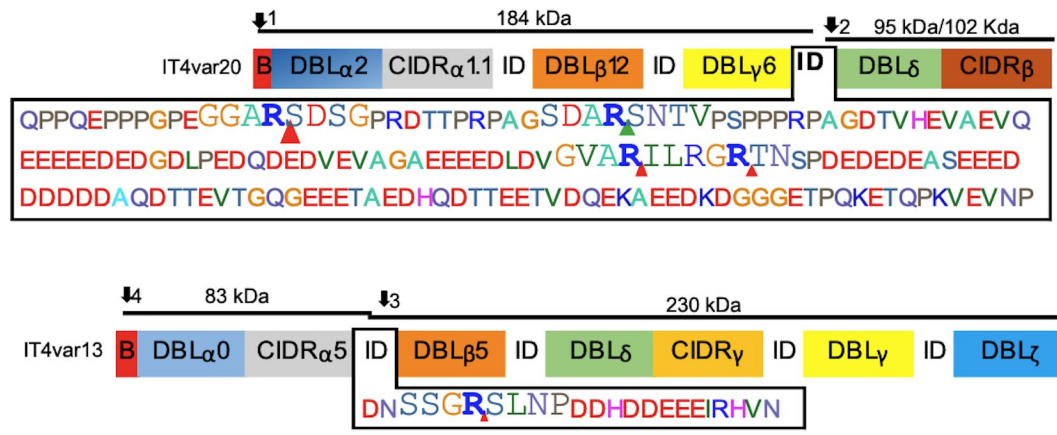 1 184 kDa 2 95 kDa/102 Kda
IT4var20 B DBLα2 CIDRα1.1 ID DBLβ12 ID DBLγ6 ID DBLδ CIDRβ
QPPQEPPPGPEGGARSDSGPRDTTPRPAGSDARSNTVPSPPPRPAGDTVHEVAEVQ
EEEEEDEDGDLPEDQDEDVEVAGAEEEEDLDVGVARILRGRTNSPDEDEDEASEEED
DDDDDAQDTTEVTGQGEEETAEDHQDTTEETVDQEKAEEDKDGGGETPQKETQPKVEVNP
4 83 kDa 3 230 kDa
IT4var13 B DBLα0 CIDRα5 ID DBLβ5 ID DBLδ CIDRγ ID DBLγ ID DBLζ
DNSSGRSLNPDDHDDEEEIRHVN